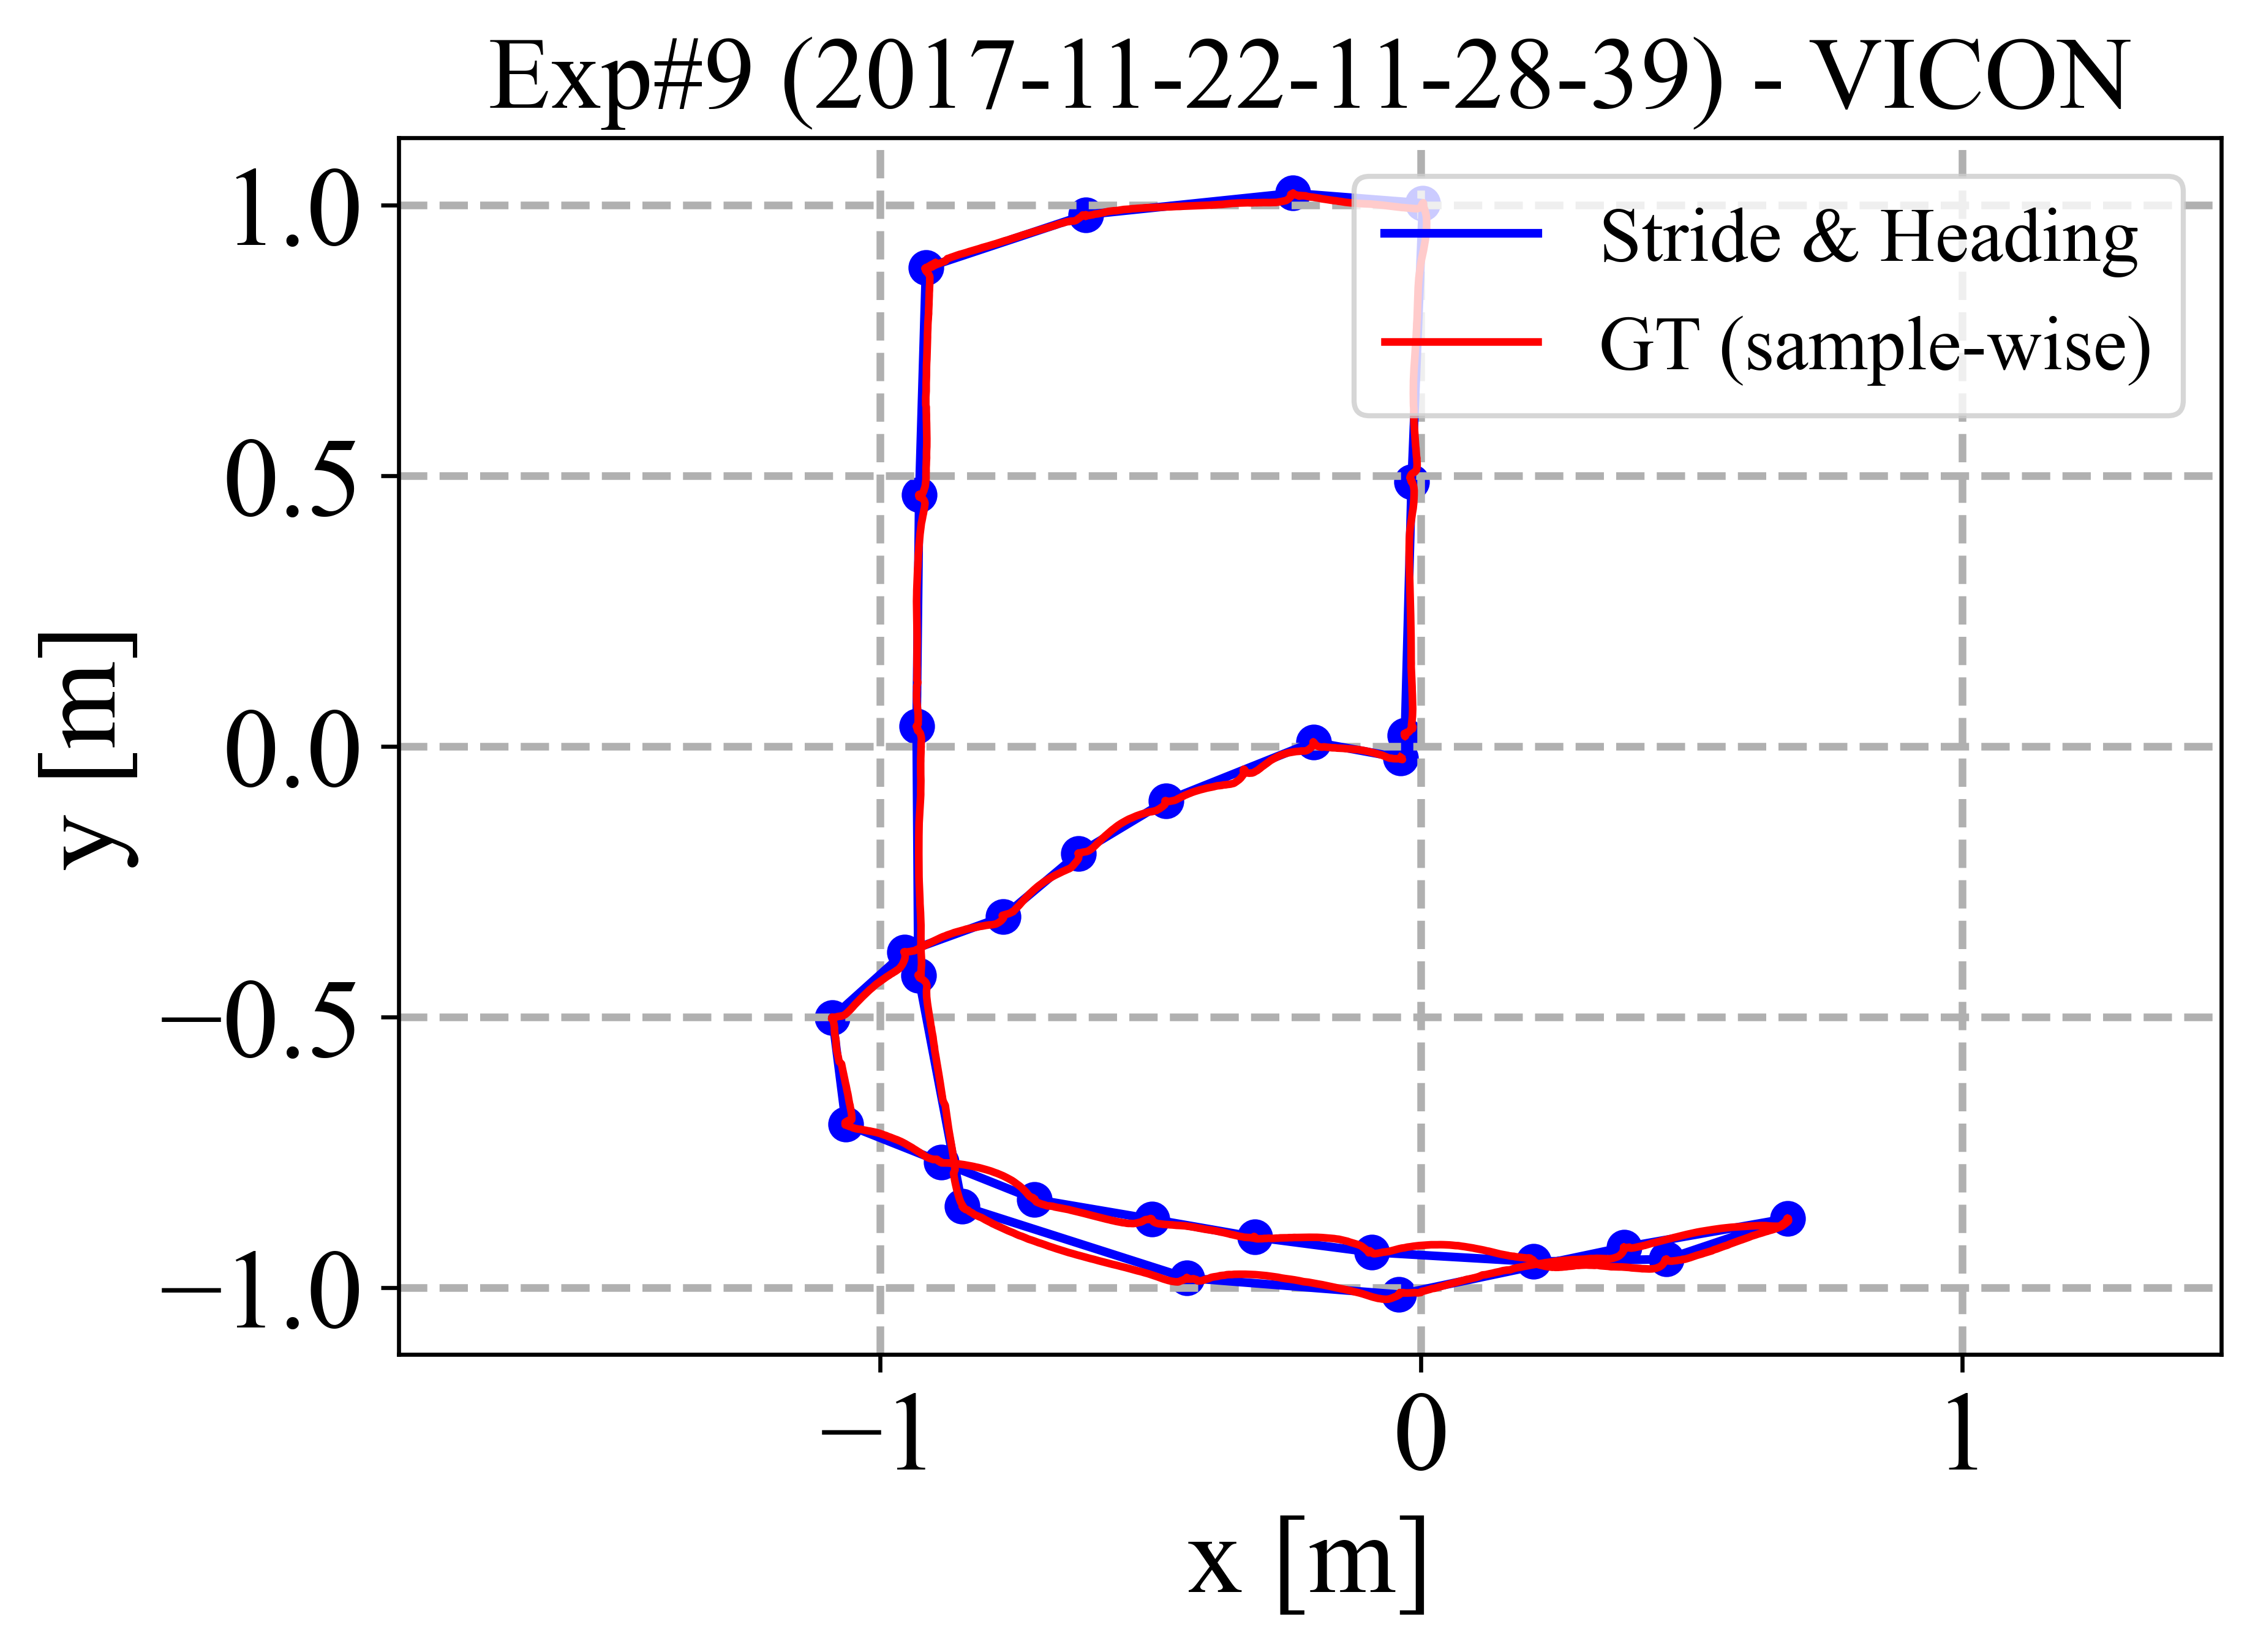 Exp#9 (2017-11-22-11-28-39) - VICON
Stride & Heading
GT (sample-wise)
1.0
0.5
0.0
−0.5
−1.0
y [m]
−1
0
1
x [m]